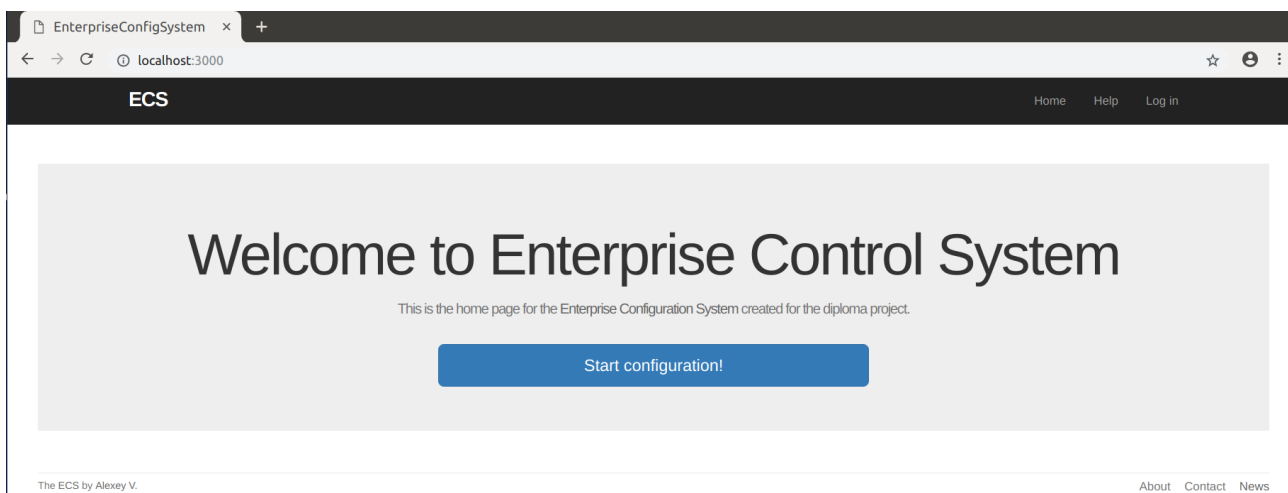 EnterpriseConfigSystem
localhost:3000
ECS Home Help Log in
Welcome to Enterprise Control System
This is the home page for the Enterprise Configuration System created for the diploma project.
Start configuration!
The ECS by Alexey V. About Contact News